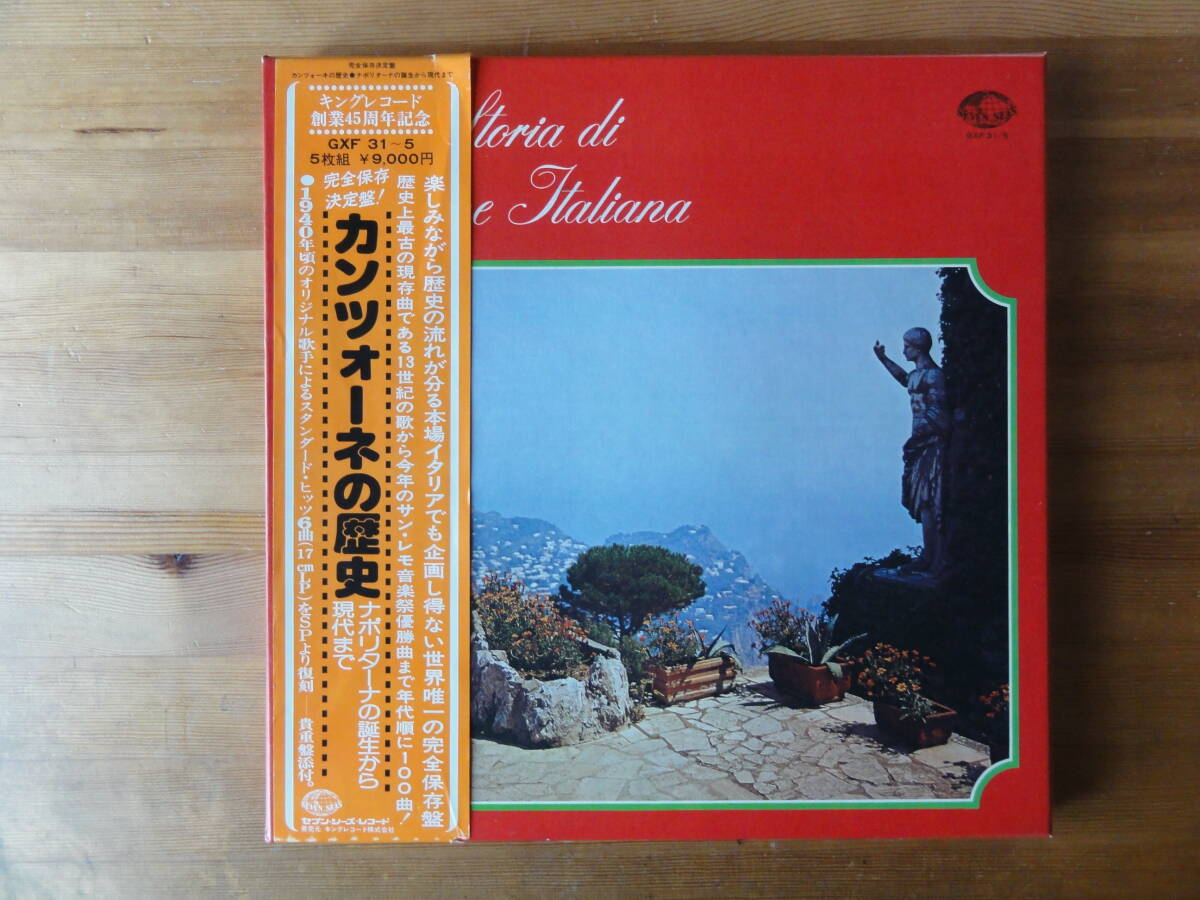 完全保存決定盤
カンツォーネの歴史●ナポリターナの誕生から現代まで
キングレコード
創業45周年記念
GXF 31~5
5枚組 ¥9,000円
完全保存
決定盤!
楽しみながら歴史の流れが分る本場イタリアでも企画し得ない世界唯一の完全保存盤
歴史上最古の現存曲である13世紀の歌から今年のサン・レモ音楽祭優勝曲まで年代順に100曲!
カンツォーネの歴史
ナポリターナの誕生から
現代まで
●1940年頃のオリジナル歌手によるスタンダード・ヒッツ6曲(17cmLP)をSPより復刻——貴重盤添付。
SEVEN SEAS
セブン・シーズ・レコード
発売元 キングレコード株式会社
Storia di
e Italiana
SEVEN SEAS
GXF 31/5